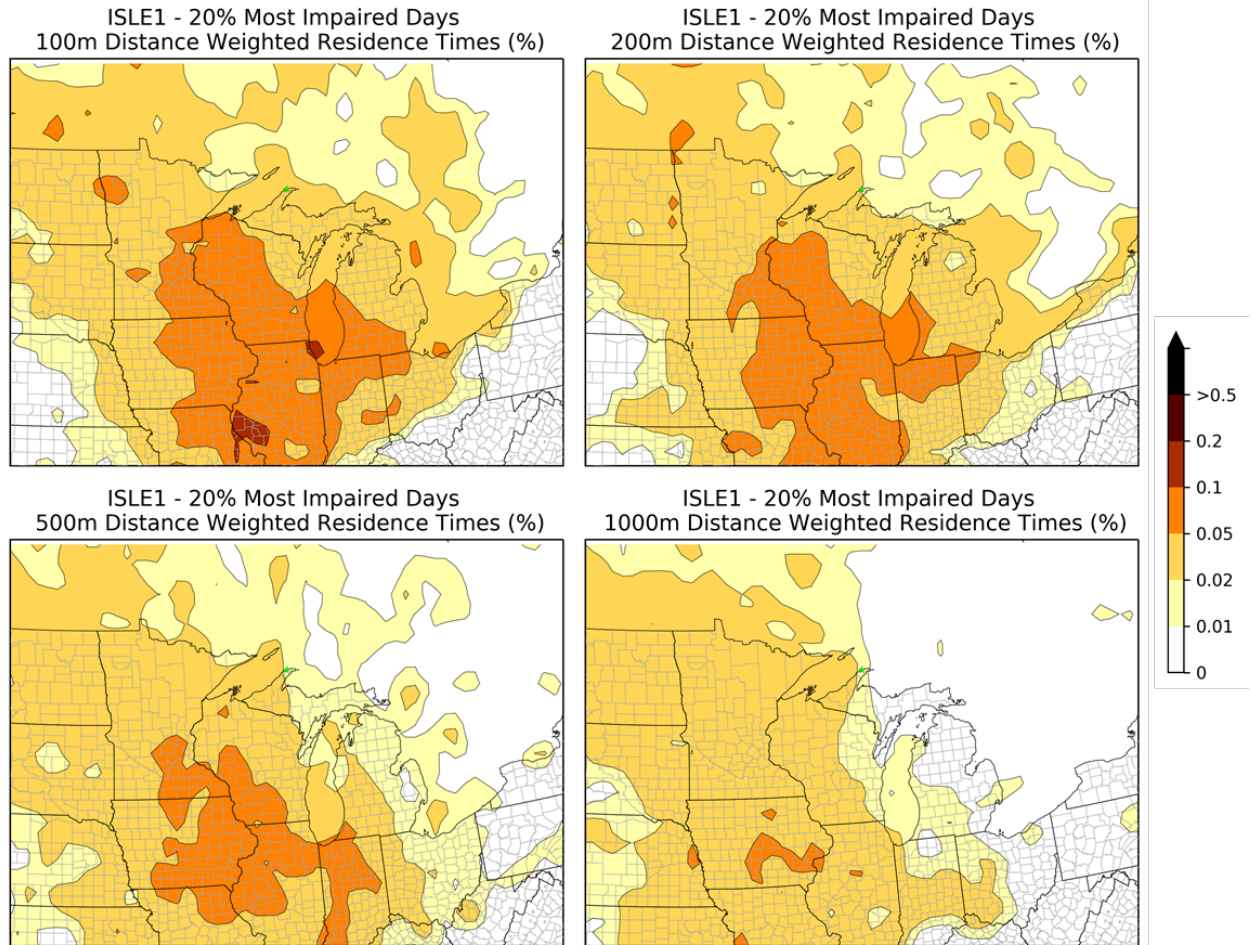 ISLE1 - 20% Most Impaired Days
100m Distance Weighted Residence Times (%)
ISLE1 - 20% Most Impaired Days
200m Distance Weighted Residence Times (%)
ISLE1 - 20% Most Impaired Days
500m Distance Weighted Residence Times (%)
ISLE1 - 20% Most Impaired Days
1000m Distance Weighted Residence Times (%)
>0.5
0.2
0.1
0.05
0.02
0.01
0